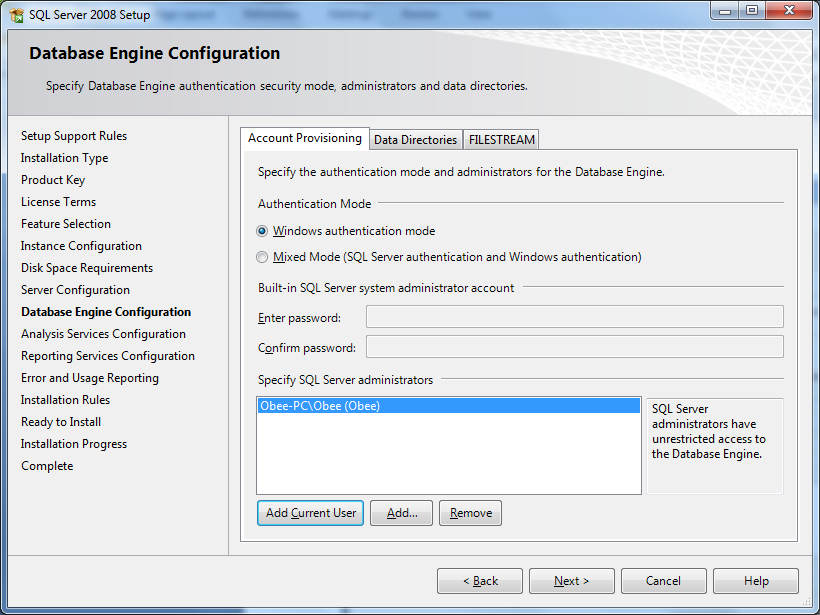 SQL Server 2008 Setup
Database Engine Configuration
Specify Database Engine authentication security mode, administrators and data directories.
Setup Support Rules
Installation Type
Product Key
License Terms
Feature Selection
Instance Configuration
Disk Space Requirements
Server Configuration
Database Engine Configuration
Analysis Services Configuration
Reporting Services Configuration
Error and Usage Reporting
Installation Rules
Ready to Install
Installation Progress
Complete
Account Provisioning Data Directories FILESTREAM
Specify the authentication mode and administrators for the Database Engine.
Authentication Mode
Windows authentication mode
Mixed Mode (SQL Server authentication and Windows authentication)
Built-in SQL Server system administrator account
Enter password:
Confirm password:
Specify SQL Server administrators
Obee-PC\Obee (Obee)
SQL Server
administrators have
unrestricted access to
the Database Engine.
Add Current User Add... Remove
< Back Next > Cancel Help